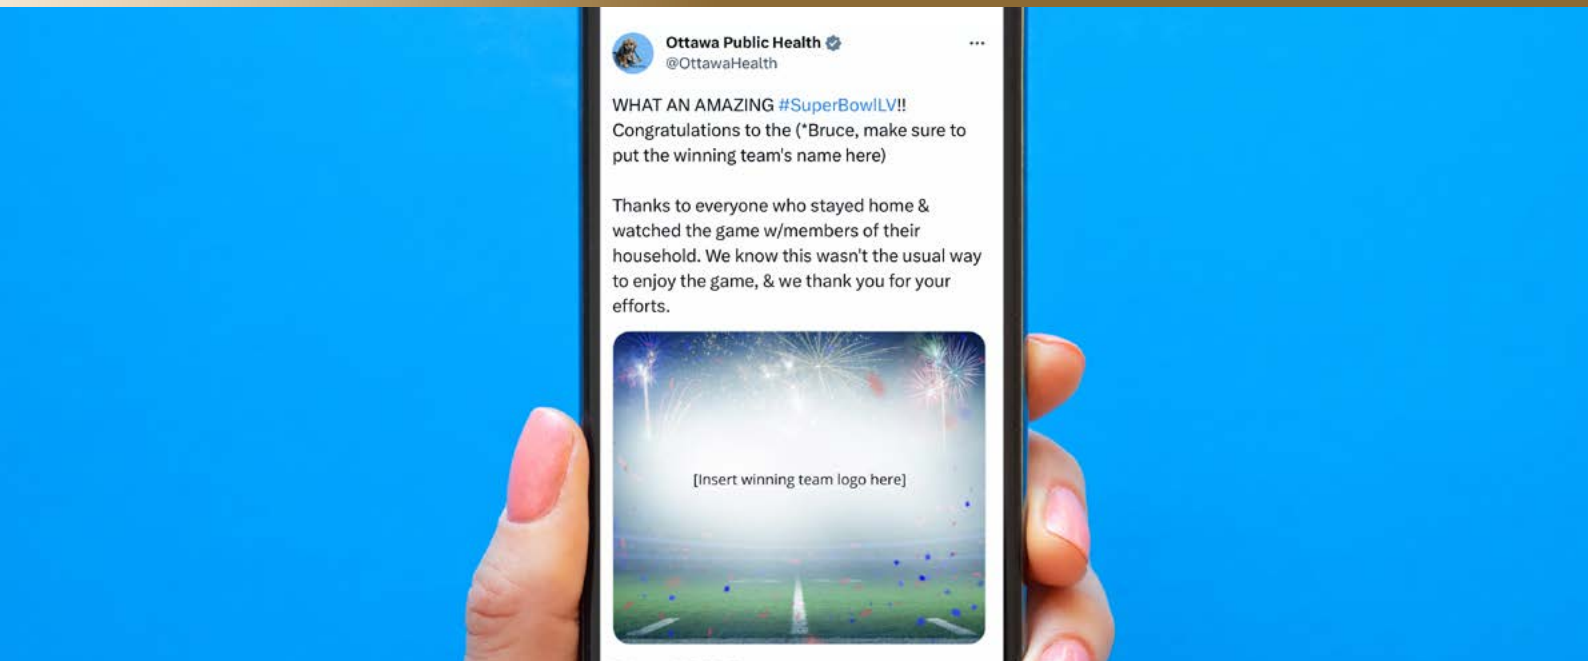 Ottawa Public Health
@OttawaHealth
WHAT AN AMAZING #SuperBowlLV!!
Congratulations to the (*Bruce, make sure to
put the winning team's name here)
Thanks to everyone who stayed home &
watched the game w/members of their
household. We know this wasn't the usual way
to enjoy the game, & we thank you for your
efforts.
[Insert winning team logo here]